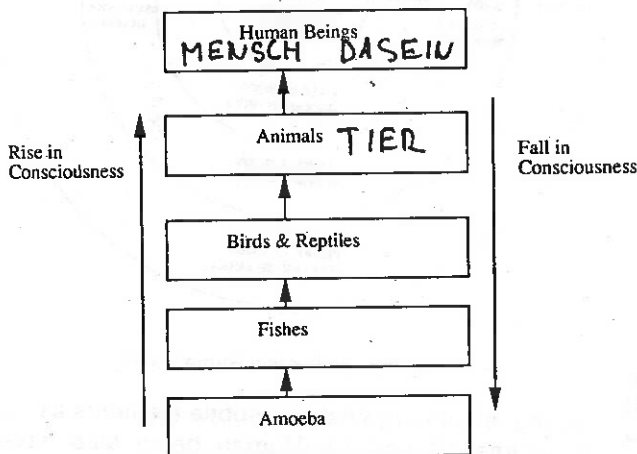 Human Beings
MENSCH DASEIN
Animals TIER
Rise in
Consciousness
Fall in
Consciousness
Birds & Reptiles
Fishes
Amoeba